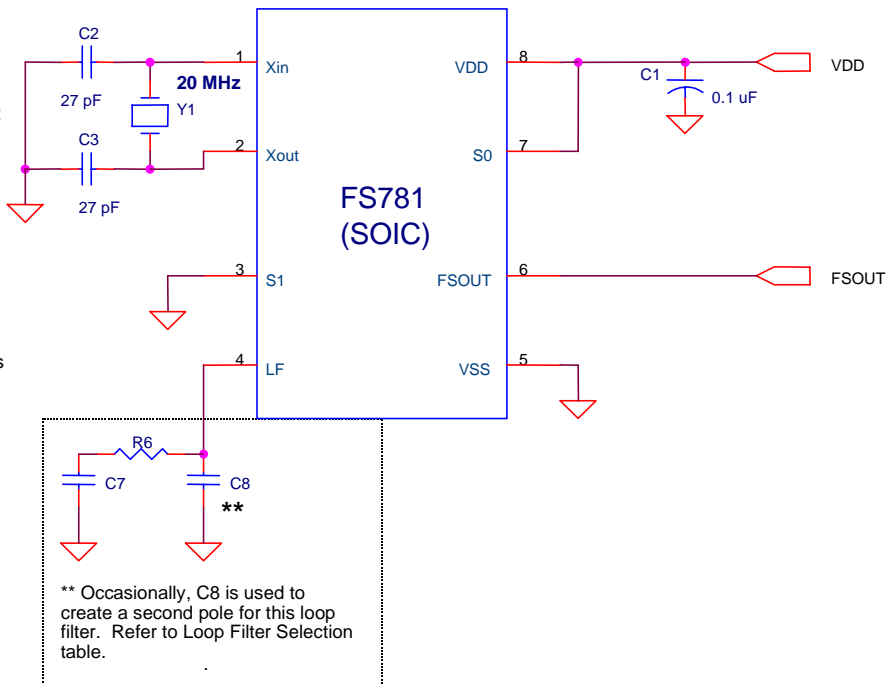 C2
27 pF
20 MHz
Y1
C3
27 pF
1
Xin
2
Xout
3
S1
4
LF
FS781
(SOIC)
8
VDD
7
S0
6
FSOUT
5
VSS
C1
0.1 uF
VDD
FSOUT
s
R6
C7
C8
**
** Occasionally, C8 is used to
create a second pole for this loop
filter. Refer to Loop Filter Selection
table.
.